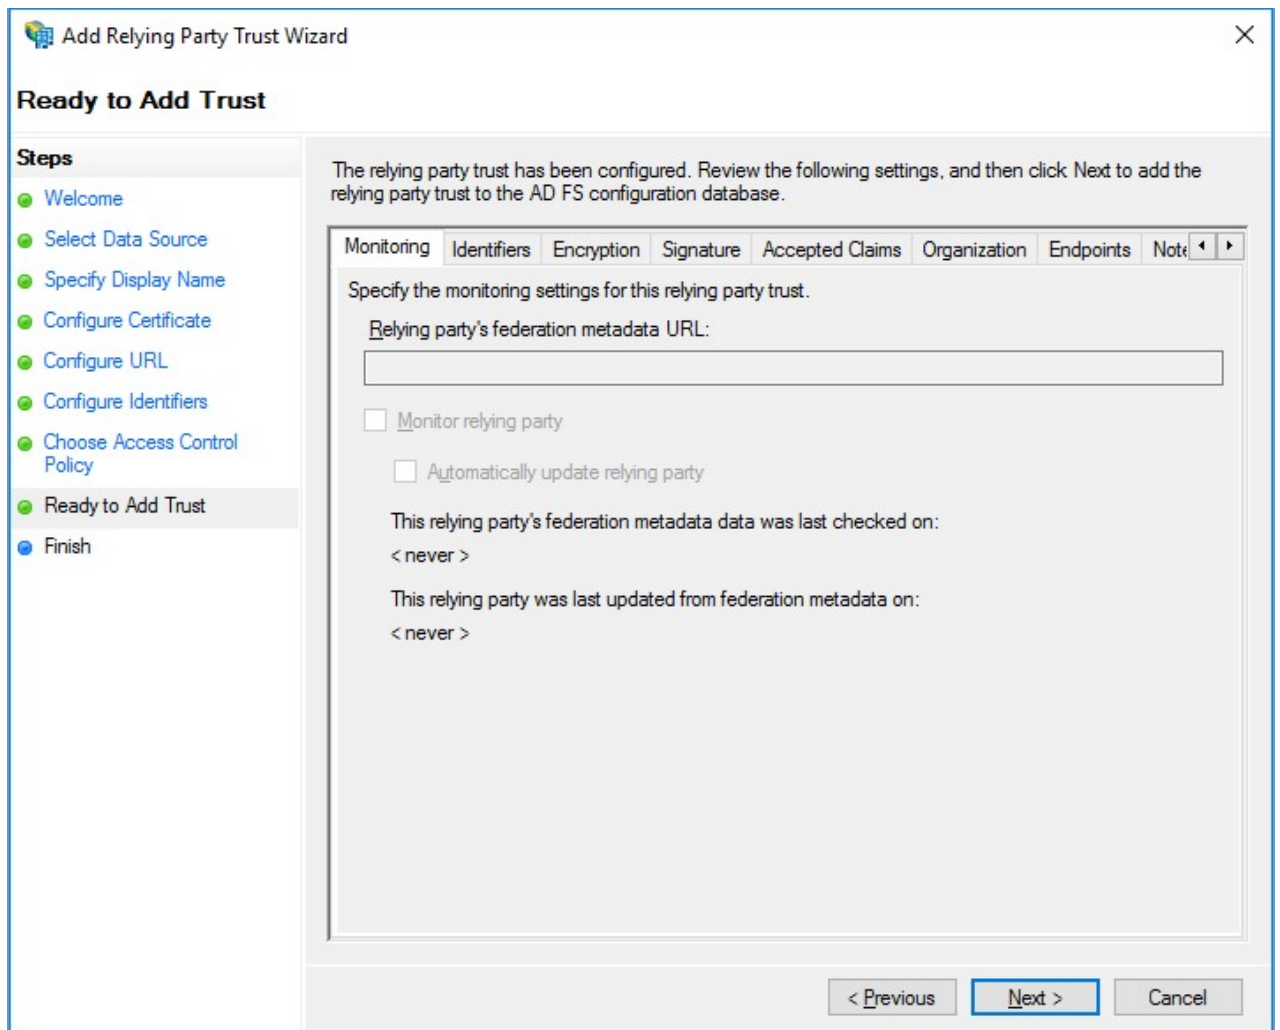 Add Relying Party Trust Wizard
Ready to Add Trust
Steps
Welcome
Select Data Source
Specify Display Name
Configure Certificate
Configure URL
Configure Identifiers
Choose Access Control
Policy
Ready to Add Trust
Finish
The relying party trust has been configured. Review the following settings, and then click Next to add the
relying party trust to the AD FS configuration database.
Monitoring Identifiers Encryption Signature Accepted Claims Organization Endpoints Note
Specify the monitoring settings for this relying party trust.
Relying party's federation metadata URL:
Monitor relying party
Automatically update relying party
This relying party's federation metadata data was last checked on:
< never >
This relying party was last updated from federation metadata on:
< never >
< Previous Next > Cancel